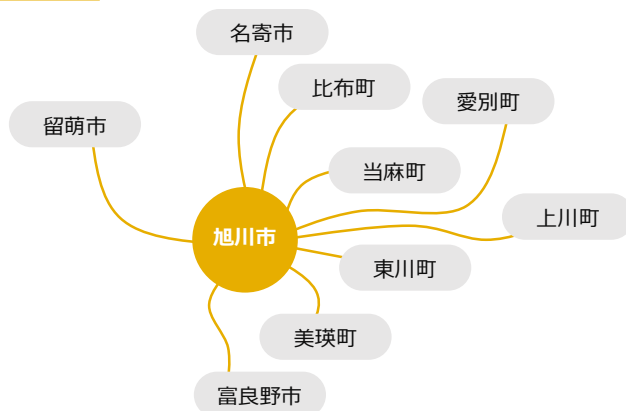 名寄市
比布町
愛別町
留萌市
当麻町
上川町
旭川市
東川町
美瑛町
富良野市